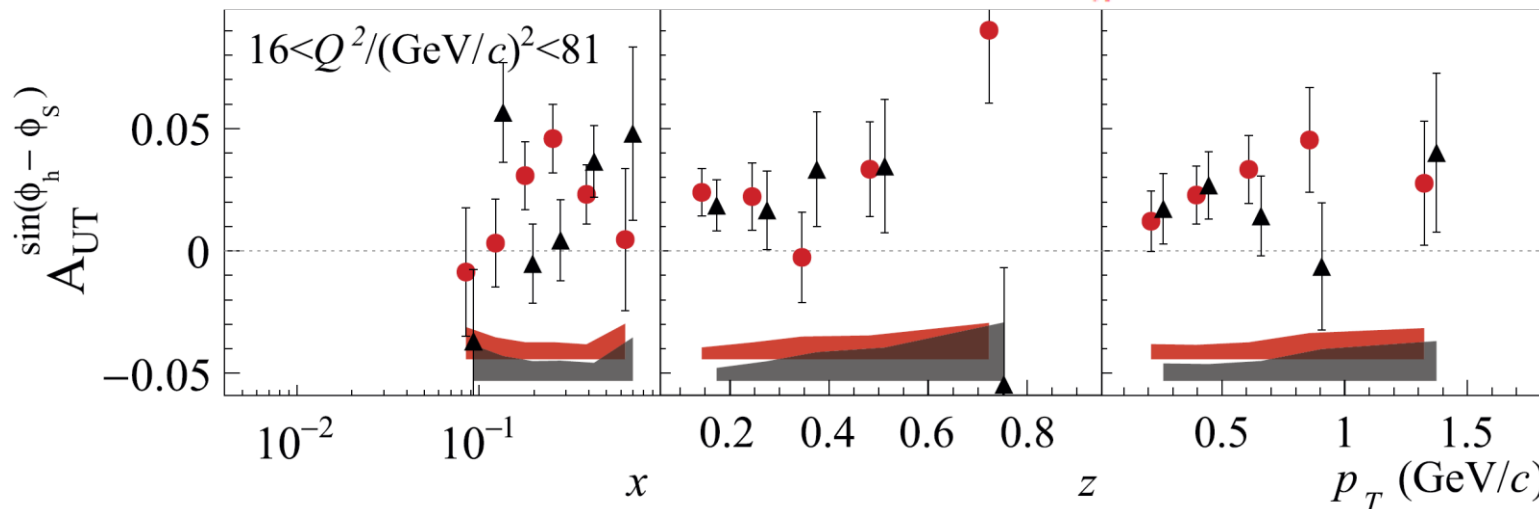 16<Q²/(GeV/c)²<81
A_UT^sin(ϕ_h − ϕ_S)
0.05
0
−0.05
10⁻² 10⁻¹ 0.2 0.4 0.6 0.8 0.5 1 1.5
x z p_T (GeV/c)